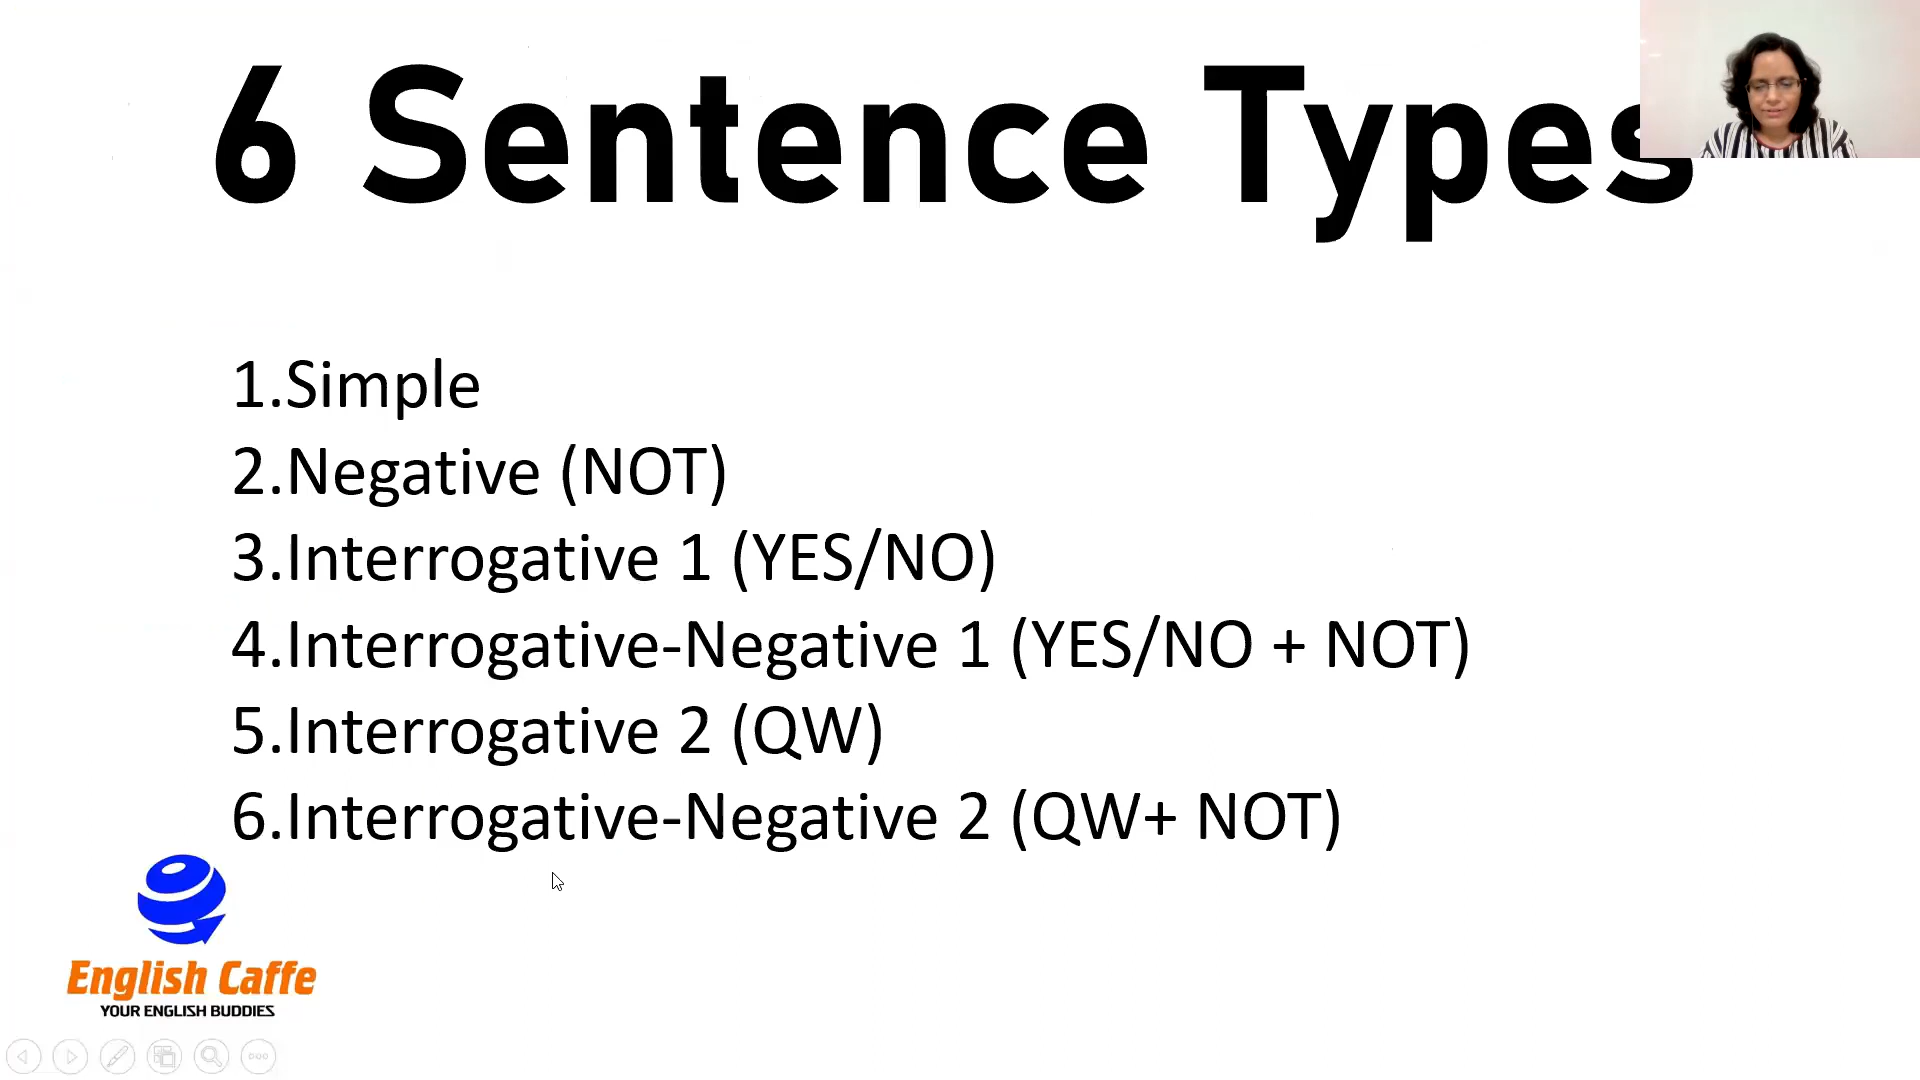 6 Sentence Types
1.Simple
2.Negative (NOT)
3.Interrogative 1 (YES/NO)
4.Interrogative-Negative 1 (YES/NO + NOT)
5.Interrogative 2 (QW)
6.Interrogative-Negative 2 (QW+ NOT)
English Caffe
YOUR ENGLISH BUDDIES